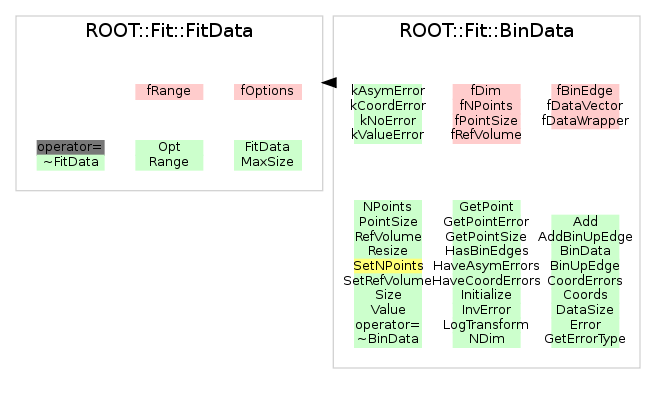 ROOT::Fit::FitData
fRange
fOptions
operator=
~FitData
Opt
Range
FitData
MaxSize
ROOT::Fit::BinData
kAsymError
kCoordError
kNoError
kValueError
fDim
fNPoints
fPointSize
fRefVolume
fBinEdge
fDataVector
fDataWrapper
NPoints
PointSize
RefVolume
Resize
SetNPoints
SetRefVolume
Size
Value
operator=
~BinData
GetPoint
GetPointError
GetPointSize
HasBinEdges
HaveAsymErrors
HaveCoordErrors
Initialize
InvError
LogTransform
NDim
Add
AddBinUpEdge
BinData
BinUpEdge
CoordErrors
Coords
DataSize
Error
GetErrorType